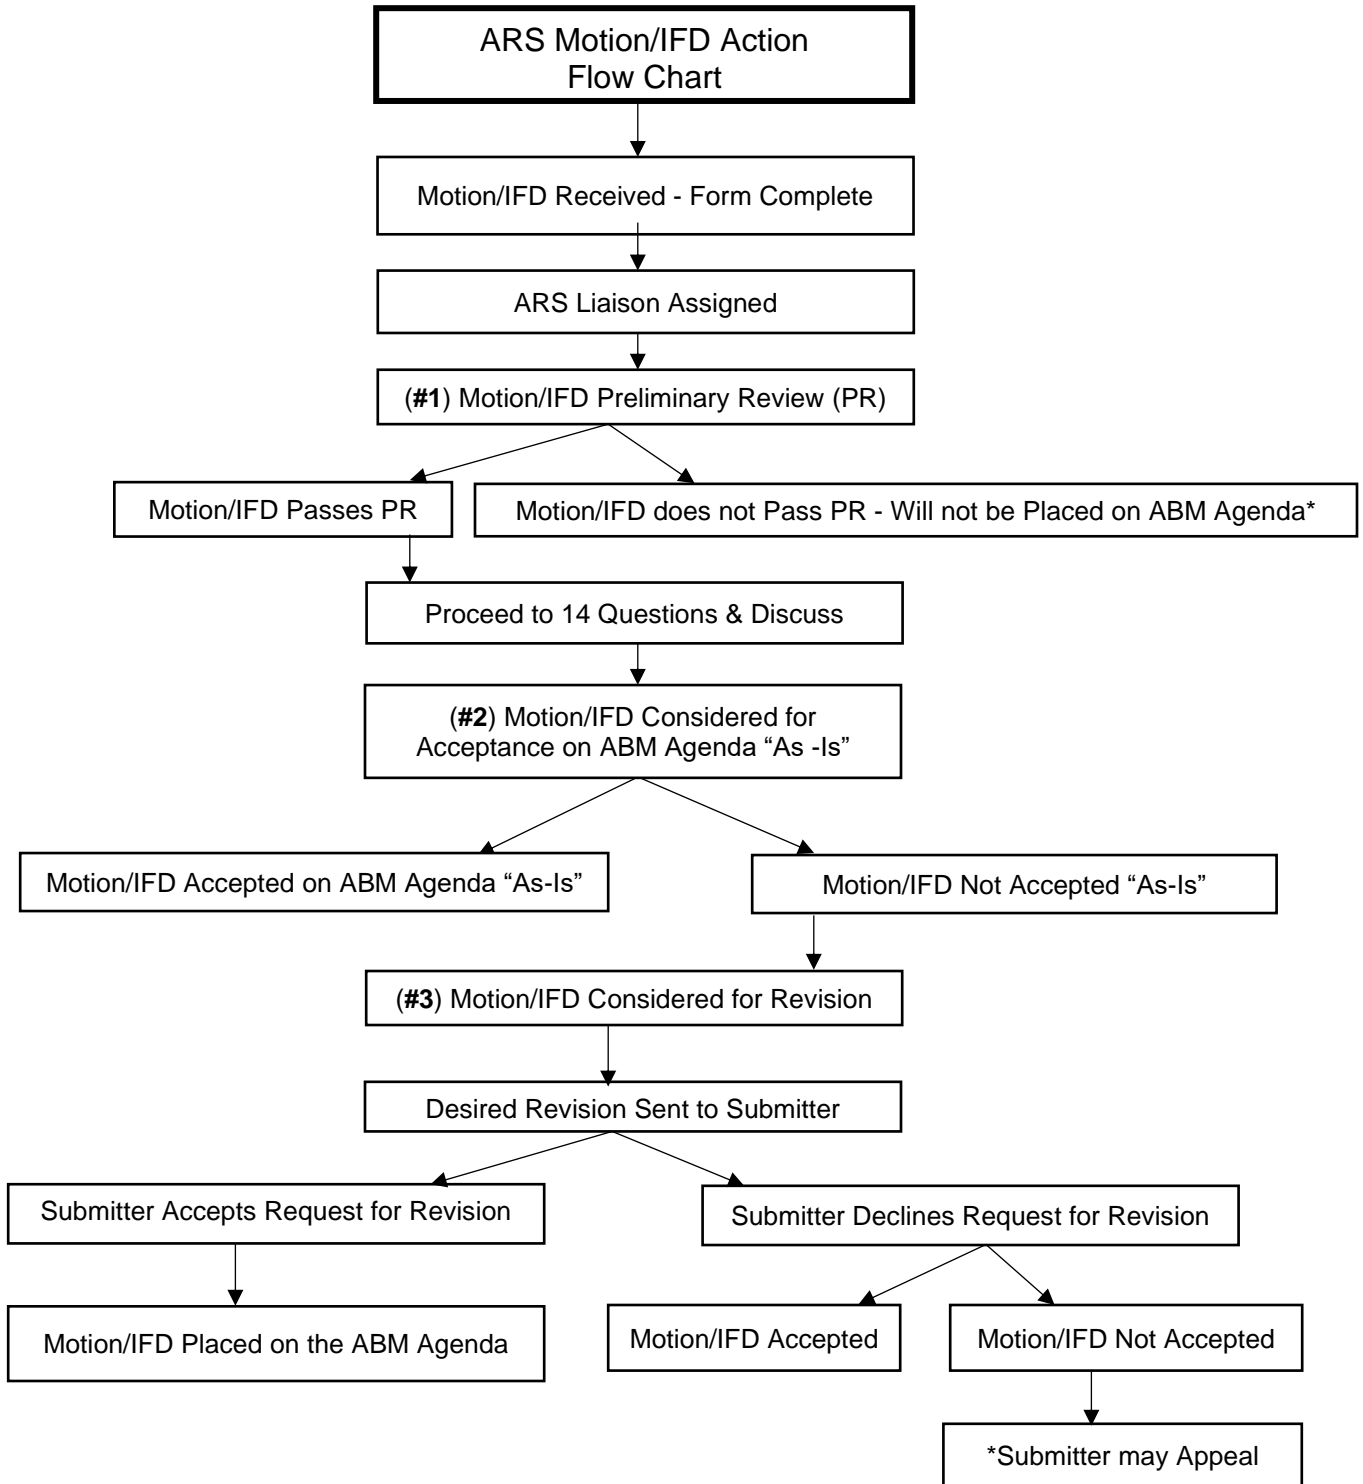 ARS Motion/IFD Action
Flow Chart
Motion/IFD Received - Form Complete
ARS Liaison Assigned
(#1) Motion/IFD Preliminary Review (PR)
Motion/IFD Passes PR
Motion/IFD does not Pass PR - Will not be Placed on ABM Agenda*
Proceed to 14 Questions & Discuss
(#2) Motion/IFD Considered for
Acceptance on ABM Agenda “As -Is”
Motion/IFD Accepted on ABM Agenda “As-Is”
Motion/IFD Not Accepted “As-Is”
(#3) Motion/IFD Considered for Revision
Desired Revision Sent to Submitter
Submitter Accepts Request for Revision
Submitter Declines Request for Revision
Motion/IFD Placed on the ABM Agenda
Motion/IFD Accepted
Motion/IFD Not Accepted
*Submitter may Appeal